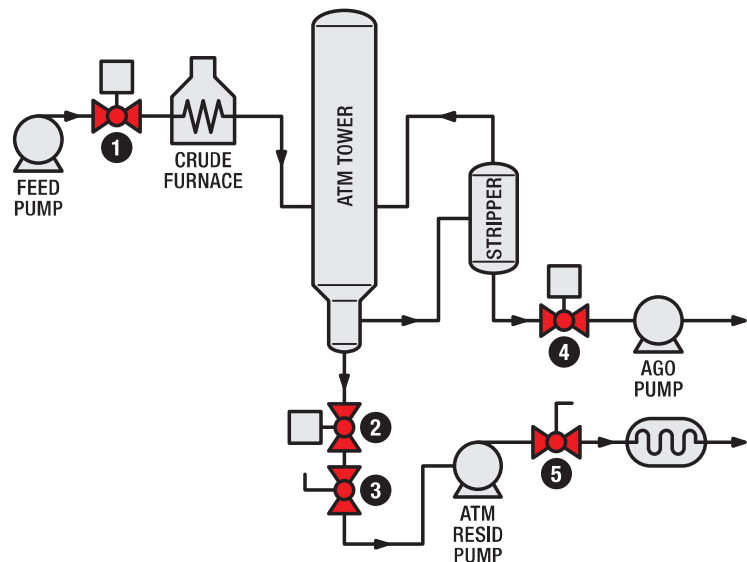 FEED
PUMP
1
CRUDE
FURNACE
ATM TOWER
STRIPPER
4
AGO
PUMP
2
3
ATM
RESID
PUMP
5